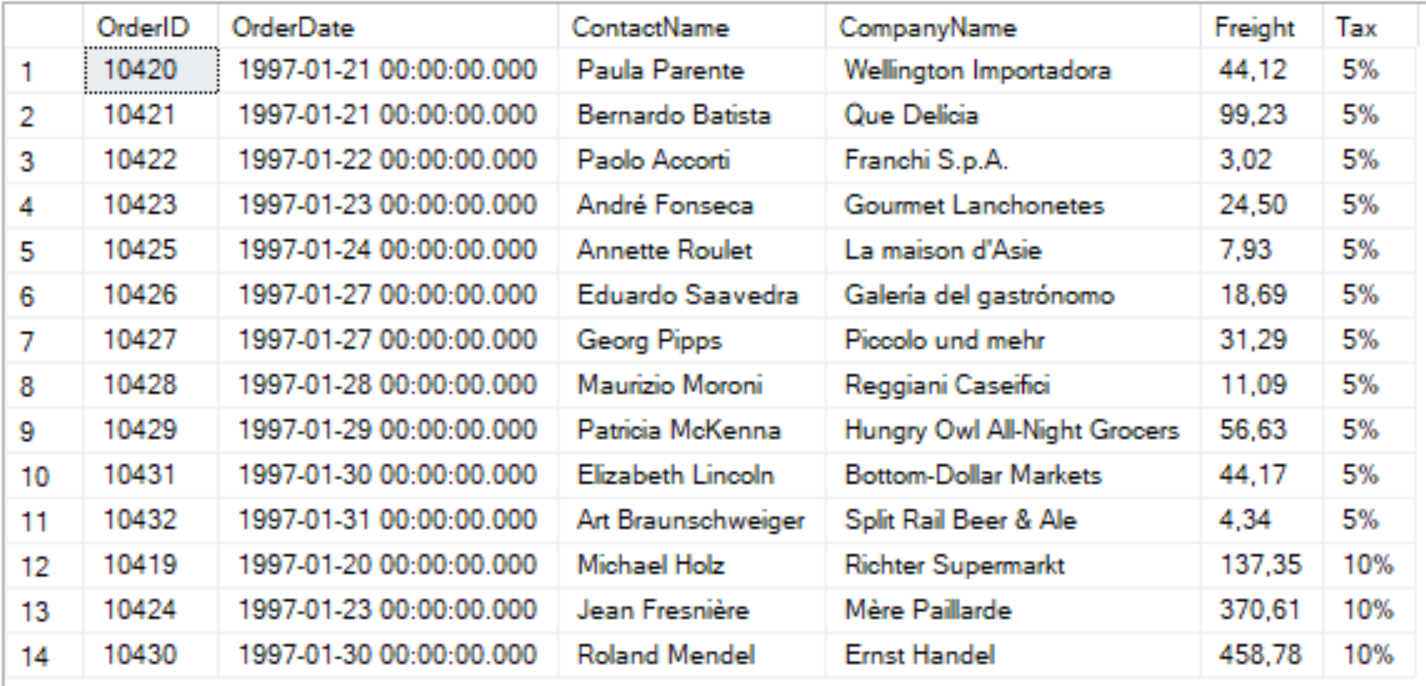 OrderID OrderDate ContactName CompanyName Freight Tax
1 10420 1997-01-21 00:00:00.000 Paula Parente Wellington Importadora 44,12 5%
2 10421 1997-01-21 00:00:00.000 Bernardo Batista Que Delícia 99,23 5%
3 10422 1997-01-22 00:00:00.000 Paolo Accorti Franchi S.p.A. 3,02 5%
4 10423 1997-01-23 00:00:00.000 André Fonseca Gourmet Lanchonetes 24,50 5%
5 10425 1997-01-24 00:00:00.000 Annette Roulet La maison d'Asie 7,93 5%
6 10426 1997-01-27 00:00:00.000 Eduardo Saavedra Galería del gastrónomo 18,69 5%
7 10427 1997-01-27 00:00:00.000 Georg Pipps Piccolo und mehr 31,29 5%
8 10428 1997-01-28 00:00:00.000 Maurizio Moroni Reggiani Caseifici 11,09 5%
9 10429 1997-01-29 00:00:00.000 Patricia McKenna Hungry Owl All-Night Grocers 56,63 5%
10 10431 1997-01-30 00:00:00.000 Elizabeth Lincoln Bottom-Dollar Markets 44,17 5%
11 10432 1997-01-31 00:00:00.000 Art Braunschweiger Split Rail Beer & Ale 4,34 5%
12 10419 1997-01-20 00:00:00.000 Michael Holz Richter Supermarkt 137,35 10%
13 10424 1997-01-23 00:00:00.000 Jean Fresnière Mère Paillarde 370,61 10%
14 10430 1997-01-30 00:00:00.000 Roland Mendel Ernst Handel 458,78 10%